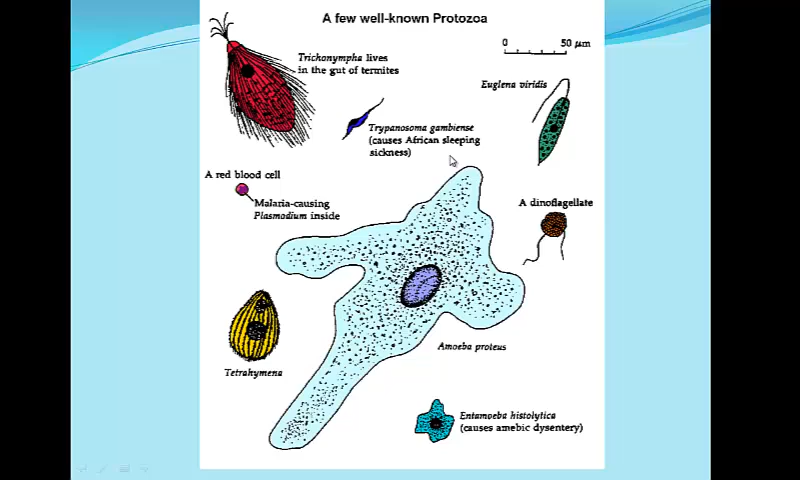 A few well-known Protozoa
0 50 µm
Trichonympha lives
in the gut of termites
Euglena viridis
Trypanosoma gambiense
(causes African sleeping
sickness)
A red blood cell
Malaria-causing
Plasmodium inside
A dinoflagellate
Amoeba proteus
Tetrahymena
Entamoeba histolytica
(causes amebic dysentery)